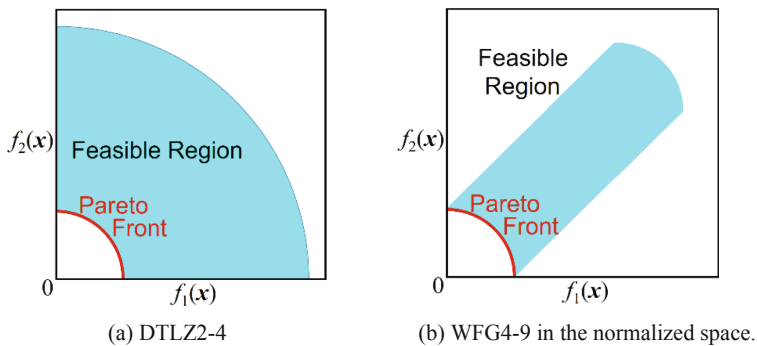 f₂(x)
Feasible Region
Pareto
Front
0
f₁(x)
(a) DTLZ2-4
Feasible
Region
f₂(x)
Pareto
Front
0
f₁(x)
(b) WFG4-9 in the normalized space.